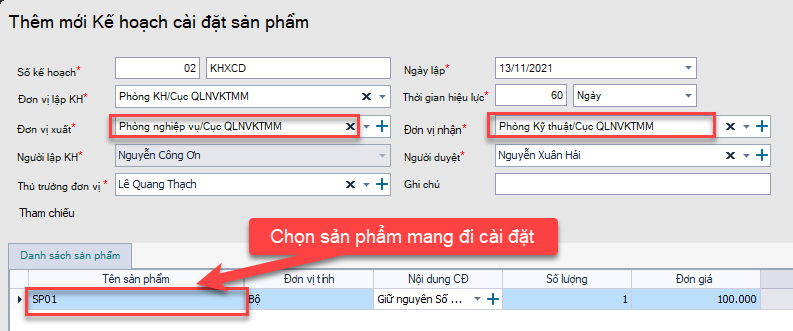 Thêm mới Kế hoạch cài đặt sản phẩm
Số kế hoạch* 02 KHXCD Ngày lập* 13/11/2021
Đơn vị lập KH* Phòng KH/Cục QLNVKTMM Thời gian hiệu lực* 60 Ngày
Đơn vị xuất* Phòng nghiệp vụ/Cục QLNVKTMM Đơn vị nhận* Phòng Kỹ thuật/Cục QLNVKTMM
Người lập KH* Nguyễn Công Ơn Người duyệt* Nguyễn Xuân Hải
Thủ trưởng đơn vị * Lê Quang Thạch Ghi chú
Tham chiếu
Chọn sản phẩm mang đi cài đặt
Danh sách sản phẩm
Tên sản phẩm Đơn vị tính Nội dung CĐ Số lượng Đơn giá
SP01 Bộ Giữ nguyên Số ... 1 100.000